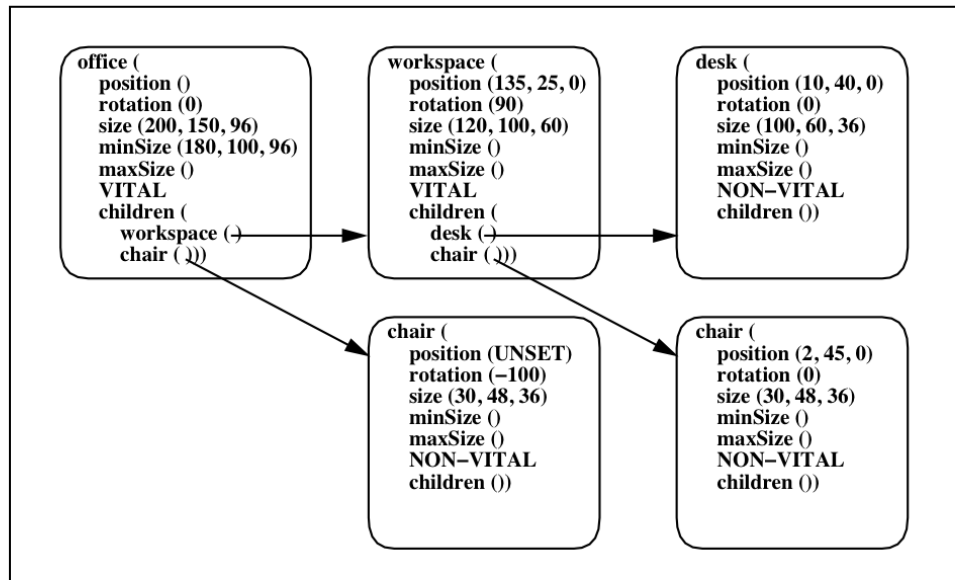 office (
position ()
rotation (0)
size (200, 150, 96)
minSize (180, 100, 96)
maxSize ()
VITAL
children (
workspace ( )
chair ( )))
workspace (
position (135, 25, 0)
rotation (90)
size (120, 100, 60)
minSize ()
maxSize ()
VITAL
children (
desk ( )
chair ( )))
desk (
position (10, 40, 0)
rotation (0)
size (100, 60, 36)
minSize ()
maxSize ()
NON−VITAL
children ())
chair (
position (UNSET)
rotation (−100)
size (30, 48, 36)
minSize ()
maxSize ()
NON−VITAL
children ())
chair (
position (2, 45, 0)
rotation (0)
size (30, 48, 36)
minSize ()
maxSize ()
NON−VITAL
children ())